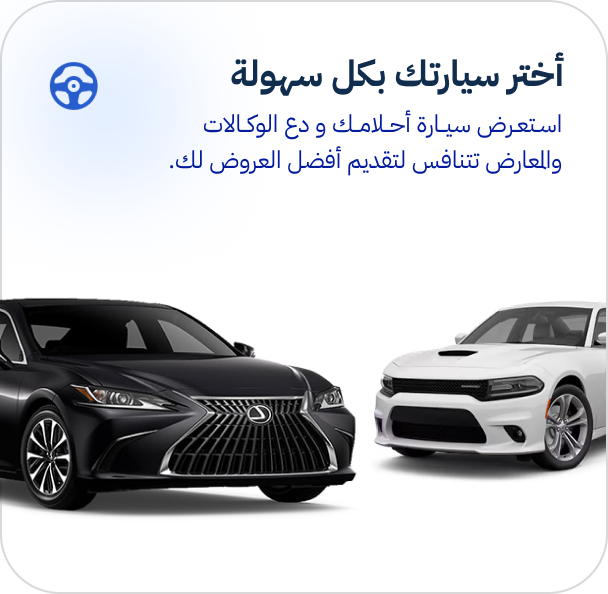 أختر سيارتك بكل سهولة
استعرض سيارة أحلامك و دع الوكالات
والمعارض تتنافس لتقديم أفضل العروض لك.